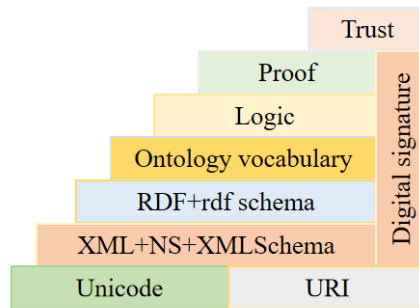 Trust
Proof
Logic
Ontology vocabulary
RDF+rdf schema
XML+NS+XMLSchema
Unicode
URI
Digital signature